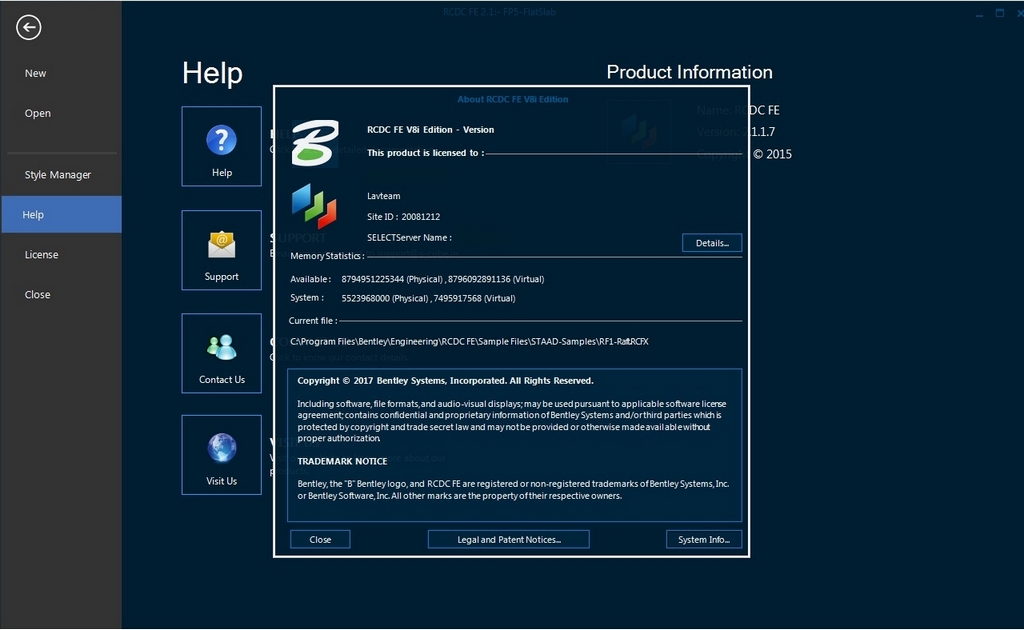 RCDC FE 2.1:- FP5-FlatSlab
New
Open
Style Manager
Help
License
Close
Help
Product Information
Help
Support
Contact Us
Visit Us
Name: RCDC FE
Version: 1.1.7
Copyright © 2015
SUPPORT
Click to know our contact details
About RCDC FE V8i Edition
RCDC FE V8i Edition - Version
This product is licensed to :
Lavteam
Site ID : 20081212
SELECTServer Name :
Details...
Memory Statistics :
Available : 8794951225344 (Physical) , 8796092891136 (Virtual)
System : 5523968000 (Physical) , 7495917568 (Virtual)
Current file :
C:\Program Files\Bentley\Engineering\RCDC FE\Sample Files\STAAD-Samples\RF1-Raft.RCFX
Copyright © 2017 Bentley Systems, Incorporated. All Rights Reserved.
Including software, file formats, and audio-visual displays; may be used pursuant to applicable software license
agreement; contains confidential and proprietary information of Bentley Systems and/or third parties which is
protected by copyright and trade secret law and may not be provided or otherwise made available without
proper authorization.
TRADEMARK NOTICE
Bentley, the "B" Bentley logo, and RCDC FE are registered or non-registered trademarks of Bentley Systems, Inc.
or Bentley Software, Inc. All other marks are the property of their respective owners.
Close
Legal and Patent Notices...
System Info...